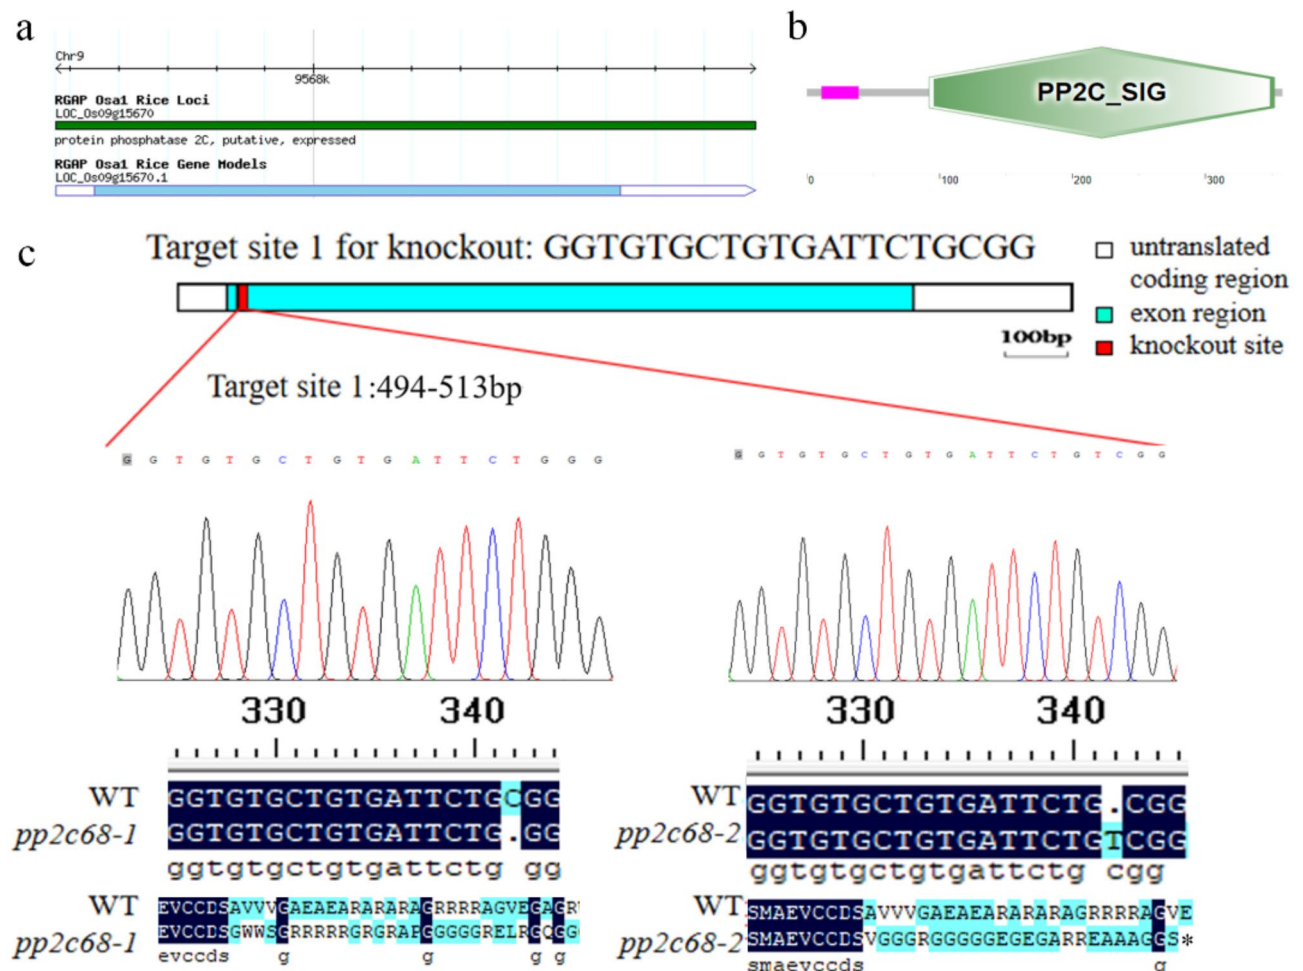 a
Chr9
9568k
RGAP Osa1 Rice Loci
LOC_Os09g15670
protein phosphatase 2C, putative, expressed
RGAP Osa1 Rice Gene Models
LOC_Os09g15670.1
b
PP2C_SIG
0 100 200 300
c
Target site 1 for knockout: GGTGTGCTGTGATTCTGCGG
untranslated
coding region
exon region
knockout site
100bp
Target site 1:494-513bp
G G T G T G C T G T G A T T C T G G G
G G T G T G C T G T G A T T C T G T C G G
330 340
WT GGTGTGCTGTGATTCTGCGG
pp2c68-1 GGTGTGCTGTGATTCTG.GG
ggtgtgctgtgattctg gg
WT EVCCDSAVVVGAEAEARARARAGRRRRAGVEGAGR
pp2c68-1 EVCCDSGWWSGRRRRRGRGRAPGGGGGRELRGQGG
evccds g g g g
330 340
WT GGTGTGCTGTGATTCTG.CGG
pp2c68-2 GGTGTGCTGTGATTCTGTCGG
ggtgtgctgtgattctg cgg
WT SMAEVCCDSAVVVGAEAEARARARAGRRRRAGVE
pp2c68-2 SMAEVCCDSVGGGRGGGGGEGEGARREAAAGGS*
smaevccds g